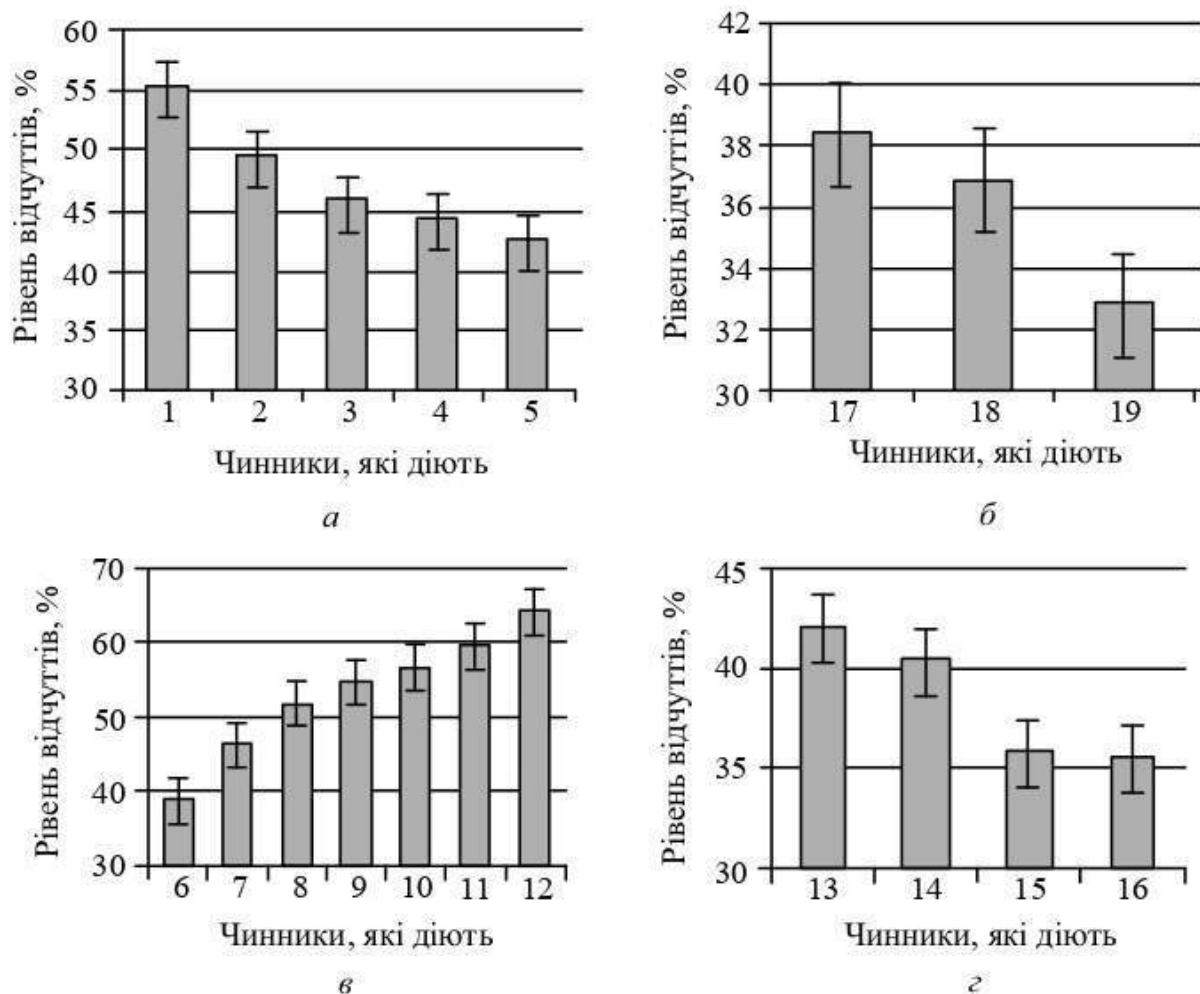 Рівень відчуттів, %
60
55
50
45
40
35
30
1 2 3 4 5
Чинники, які діють
а
Рівень відчуттів, %
42
40
38
36
34
32
30
17 18 19
Чинники, які діють
б
Рівень відчуттів, %
70
60
50
40
30
6 7 8 9 10 11 12
Чинники, які діють
в
Рівень відчуттів, %
45
40
35
30
13 14 15 16
Чинники, які діють
г